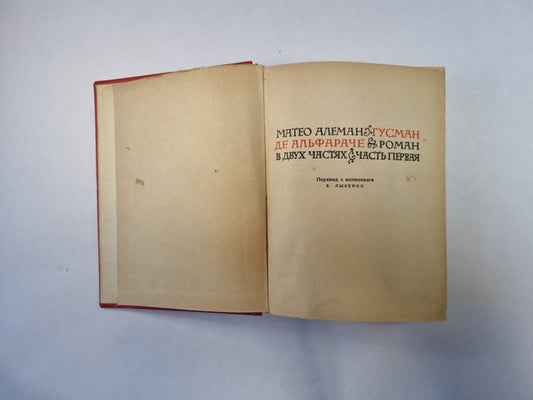 МАТЕО АЛЕМАН ГУСМАН
ДЕ АЛЬФАРАЧЕ РОМАН
В ДВУХ ЧАСТЯХ ЧАСТЬ ПЕРВАЯ
Перевод с испанского
Е. ЛЫСЕНКО